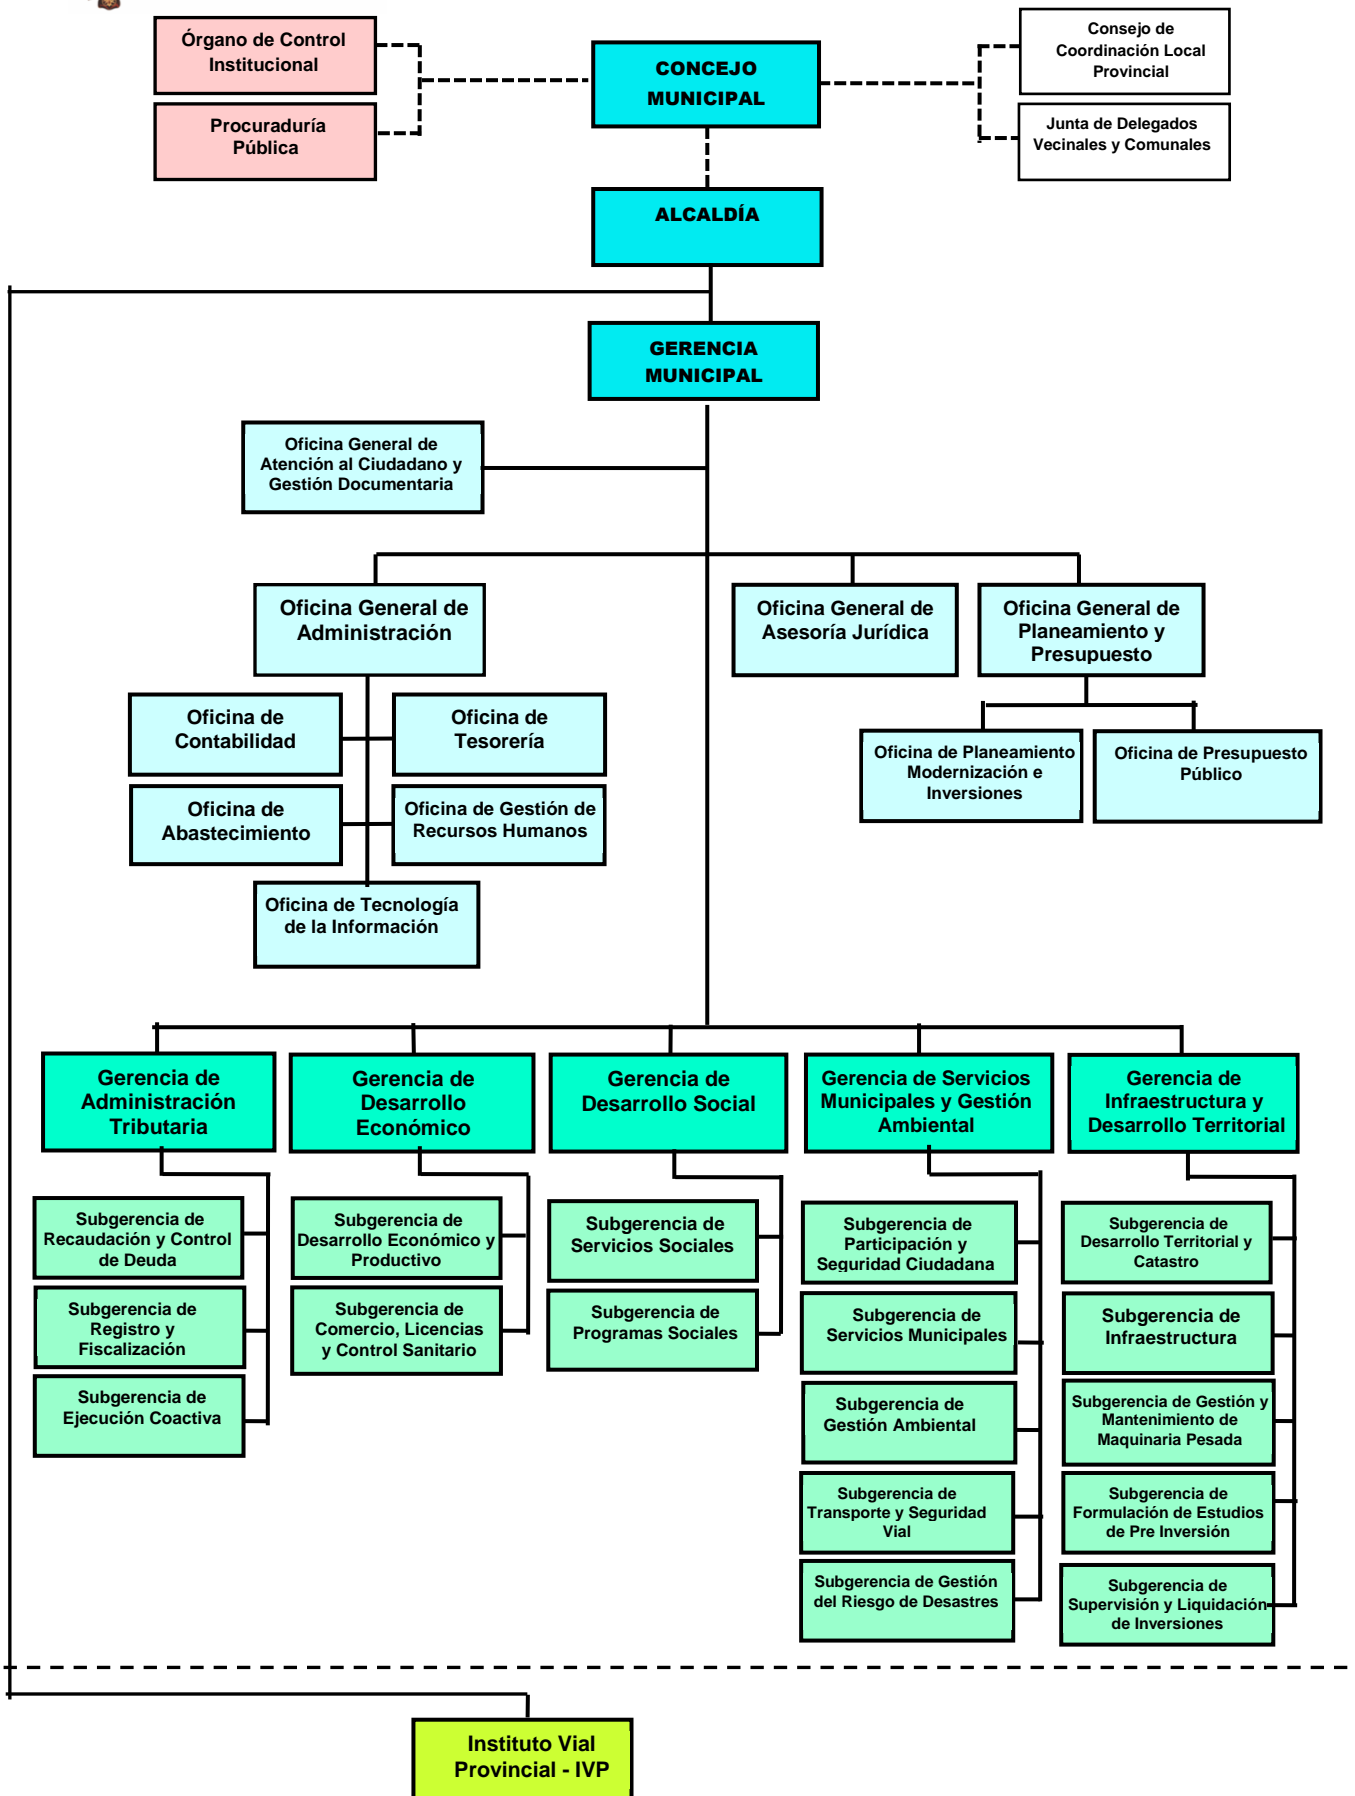 Órgano de Control
Institucional
Procuraduría
Pública
CONCEJO
MUNICIPAL
Consejo de
Coordinación Local
Provincial
Junta de Delegados
Vecinales y Comunales
ALCALDÍA
GERENCIA
MUNICIPAL
Oficina General de
Atención al Ciudadano y
Gestión Documentaria
Oficina General de
Administración
Oficina General de
Asesoría Jurídica
Oficina General de
Planeamiento y
Presupuesto
Oficina de
Contabilidad
Oficina de
Tesorería
Oficina de Planeamiento
Modernización e
Inversiones
Oficina de Presupuesto
Público
Oficina de
Abastecimiento
Oficina de Gestión de
Recursos Humanos
Oficina de Tecnología
de la Información
Gerencia de
Administración
Tributaria
Gerencia de
Desarrollo
Económico
Gerencia de
Desarrollo Social
Gerencia de Servicios
Municipales y Gestión
Ambiental
Gerencia de
Infraestructura y
Desarrollo Territorial
Subgerencia de
Recaudación y Control
de Deuda
Subgerencia de
Registro y
Fiscalización
Subgerencia de
Ejecución Coactiva
Subgerencia de
Desarrollo Económico y
Productivo
Subgerencia de
Comercio, Licencias
y Control Sanitario
Subgerencia de
Servicios Sociales
Subgerencia de
Programas Sociales
Subgerencia de
Participación y
Seguridad Ciudadana
Subgerencia de
Servicios Municipales
Subgerencia de
Gestión Ambiental
Subgerencia de
Transporte y Seguridad
Vial
Subgerencia de Gestión
del Riesgo de Desastres
Subgerencia de
Desarrollo Territorial y
Catastro
Subgerencia de
Infraestructura
Subgerencia de Gestión y
Mantenimiento de
Maquinaria Pesada
Subgerencia de
Formulación de Estudios
de Pre Inversión
Subgerencia de
Supervisión y Liquidación
de Inversiones
Instituto Vial
Provincial - IVP